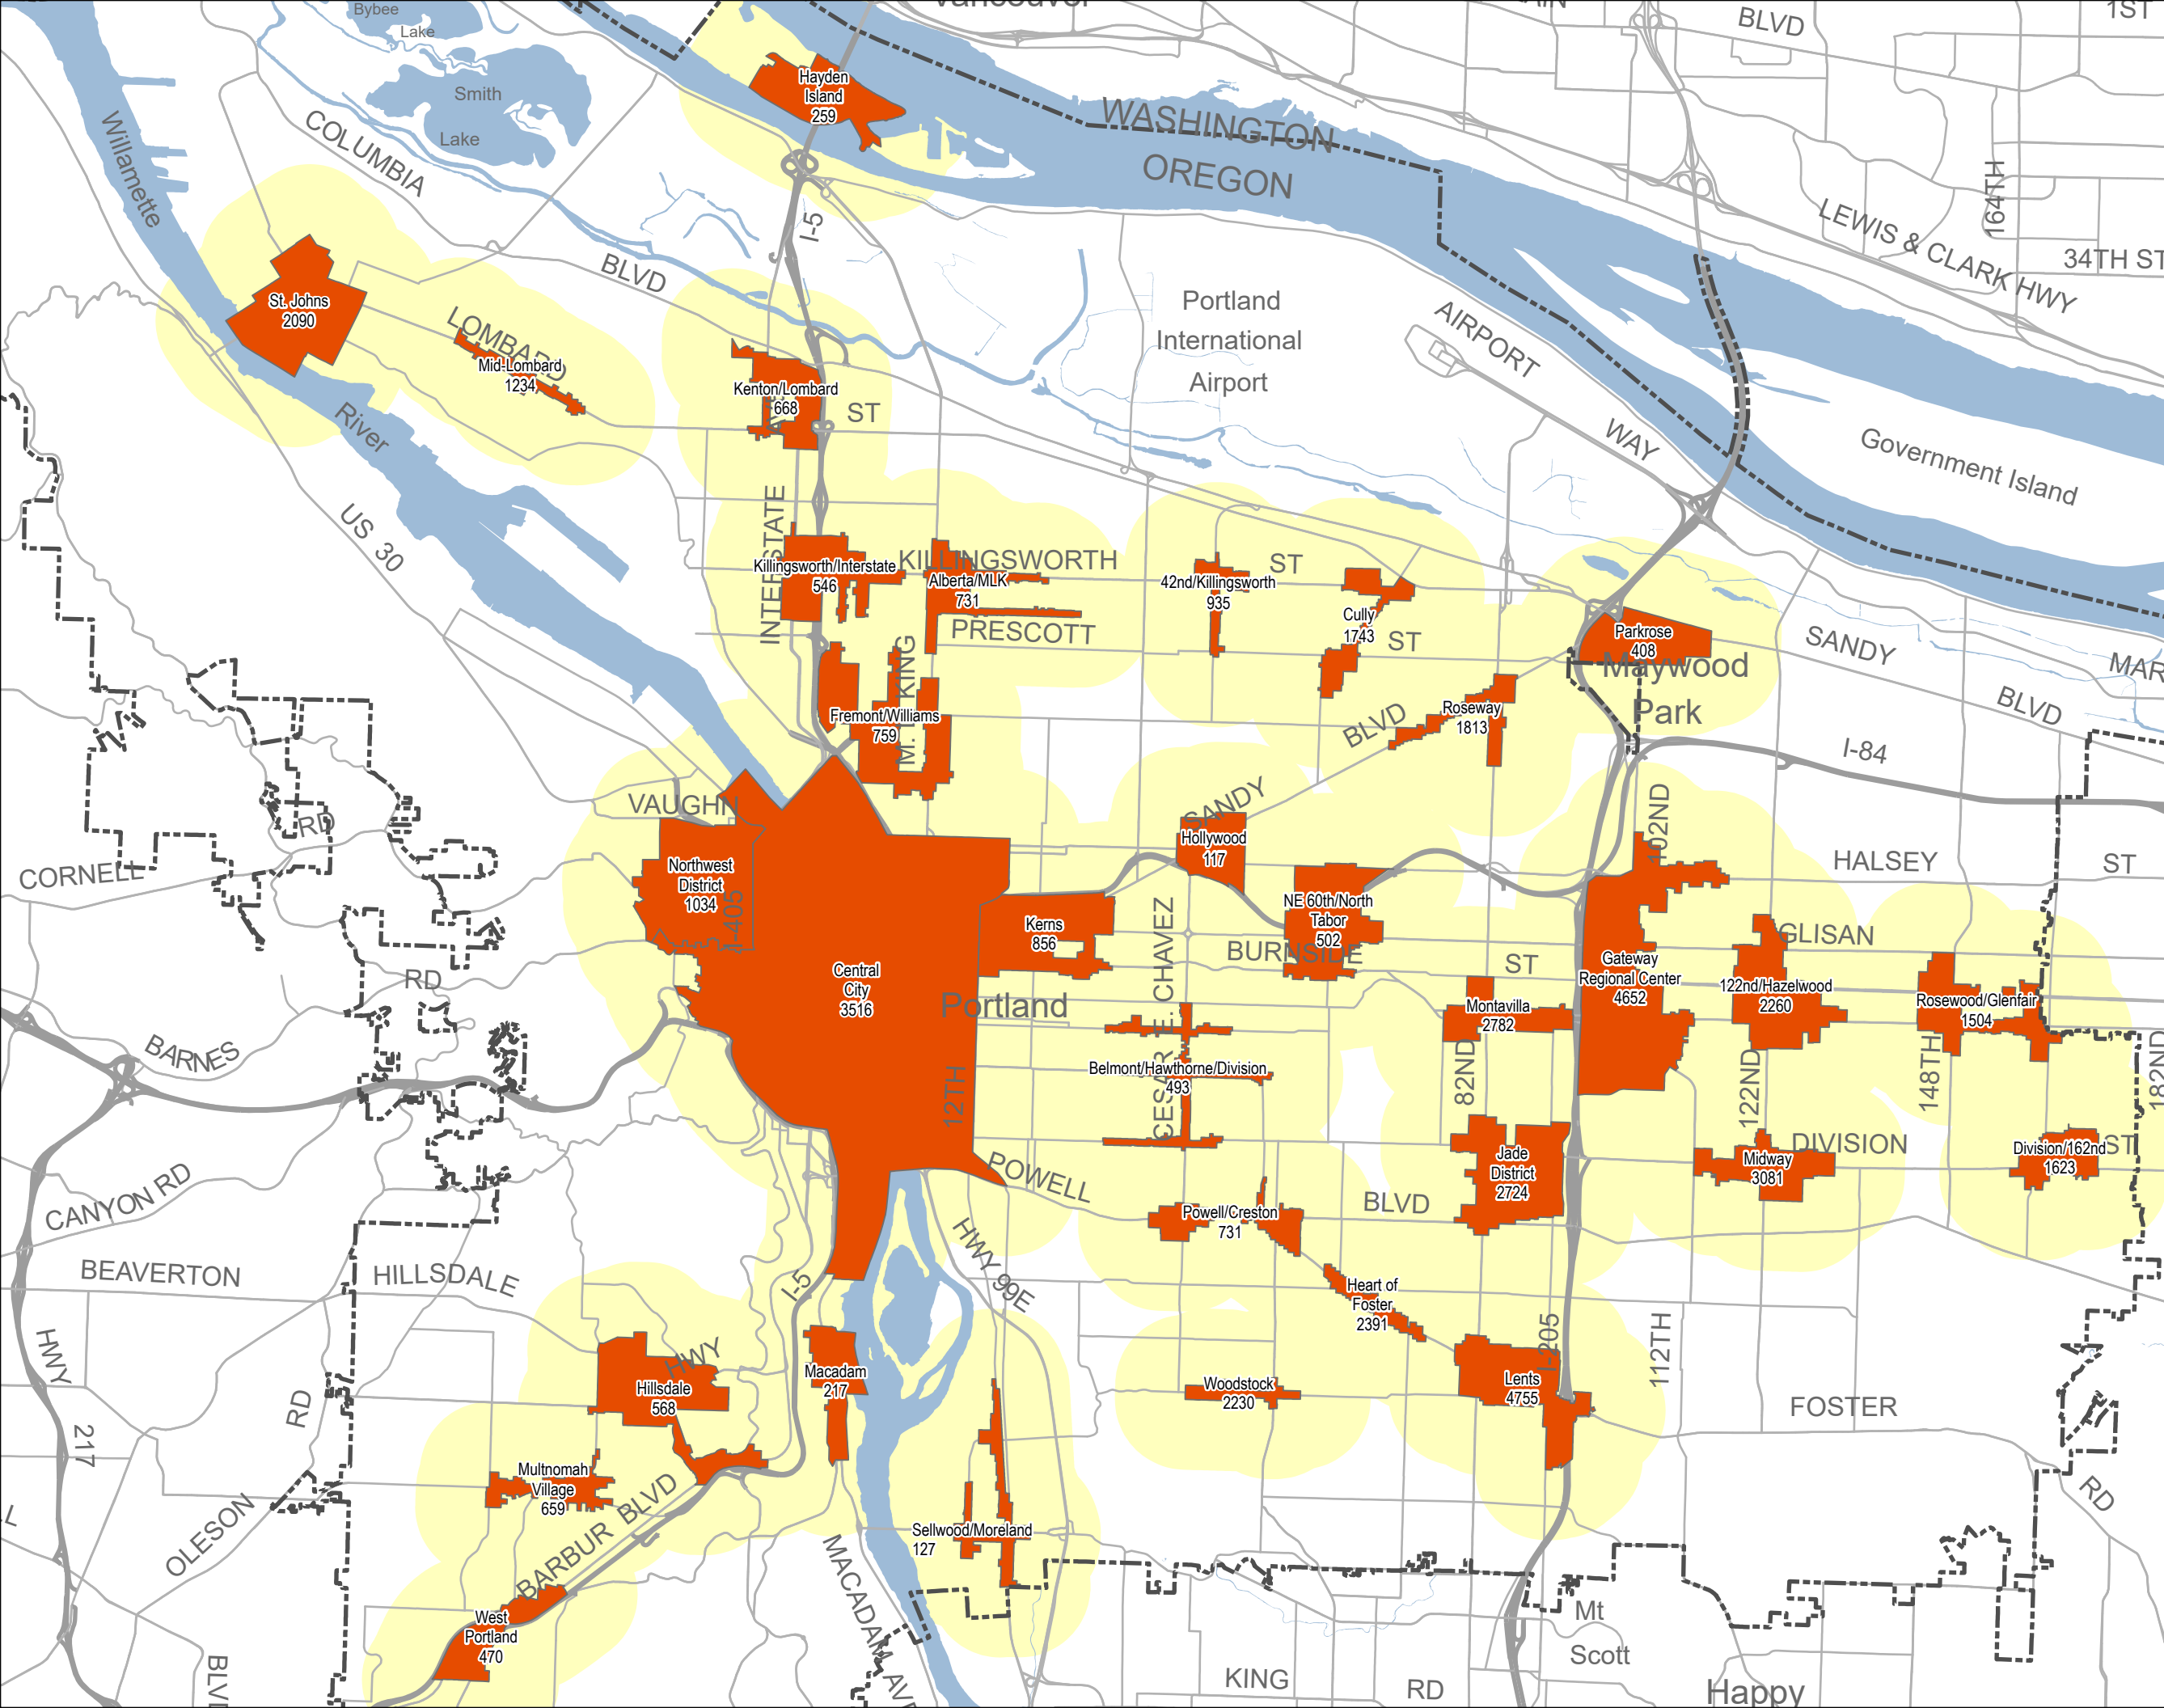 Vancouver
Bybee
Lake
Smith
Lake
BLVD
1ST
Hayden
Island
259
WASHINGTON
OREGON
Willamette
COLUMBIA
BLVD
I-5
164TH
LEWIS & CLARK HWY
34TH ST
St. Johns
2090
LOMBARD
Mid-Lombard
1234
Kenton/Lombard
668
ST
Portland
International
Airport
AIRPORT
WAY
Government Island
River
US 30
INTERSTATE
KILLINGSWORTH
ST
Killingsworth/Interstate
546
Alberta/MLK
731
PRESCOTT
ST
42nd/Killingsworth
935
Cully
1743
Parkrose
408
Maywood
Park
SANDY
BLVD
MAR
Fremont/Williams
759
M. KING
Roseway
1813
BLVD
SANDY
I-84
VAUGHN
RD
CORNELL
Northwest
District
1034
I-405
Hollywood
117
102ND
HALSEY
ST
Kerns
856
NE 60th/North
Tabor
502
BURNSIDE
ST
GLISAN
Central
City
3516
Portland
CESAR E. CHAVEZ
Gateway
Regional Center
4652
122nd/Hazelwood
2260
Rosewood/Glenfair
1504
Montavilla
2782
RD
BARNES
Belmont/Hawthorne/Division
493
12TH
82ND
122ND
148TH
182ND
Jade
District
2724
Midway
3081
DIVISION
ST
Division/162nd
1623
POWELL
BLVD
CANYON RD
Powell/Creston
731
BEAVERTON
HILLSDALE
HWY
I-5
HWY 99E
Heart of
Foster
2391
I-205
112TH
HWY
217
RD
Hillsdale
568
Macadam
217
Woodstock
2230
Lents
4755
FOSTER
RD
Multnomah
Village
659
OLESON
BARBUR BLVD
Sellwood/Moreland
127
MACADAM AVE
West
Portland
470
BLVD
Mt
Scott
KING
RD
Happy